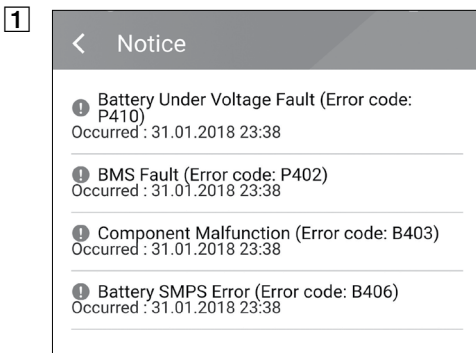 1
Notice
Battery Under Voltage Fault (Error code:
P410)
Occurred : 31.01.2018 23:38
BMS Fault (Error code: P402)
Occurred : 31.01.2018 23:38
Component Malfunction (Error code: B403)
Occurred : 31.01.2018 23:38
Battery SMPS Error (Error code: B406)
Occurred : 31.01.2018 23:38